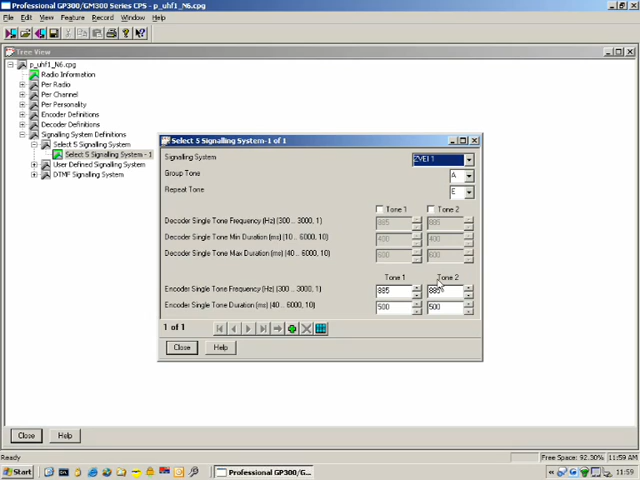 Professional GP300/GM300 Series CPS - p_uhf1_N6.cpg
File Edit View Feature Record Window Help
Tree View
p_uhf1_N6.cpg
Radio Information
Per Radio
Per Channel
Per Personality
Encoder Definitions
Decoder Definitions
Signalling System Definitions
Select 5 Signalling System
Select 5 Signalling System - 1
User Defined Signalling System
DTMF Signalling System
Select 5 Signalling System-1 of 1
Signalling System ZVEI 1
Group Tone A
Repeat Tone E
Tone 1 Tone 2
Decoder Single Tone Frequency (Hz) (300 .. 3000, 1) 885 885
Decoder Single Tone Min Duration (ms) (10 .. 6000, 10) 400 400
Decoder Single Tone Max Duration (ms) (40 .. 6000, 10) 600 600
Tone 1 Tone 2
Encoder Single Tone Frequency (Hz) (300 .. 3000, 1) 885 885
Encoder Single Tone Duration (ms) (40 .. 6000, 10) 500 500
1 of 1
Close Help
Close Help
Ready Free Space: 92.30% 11:59 AM
Start Professional GP300/G... 11:59